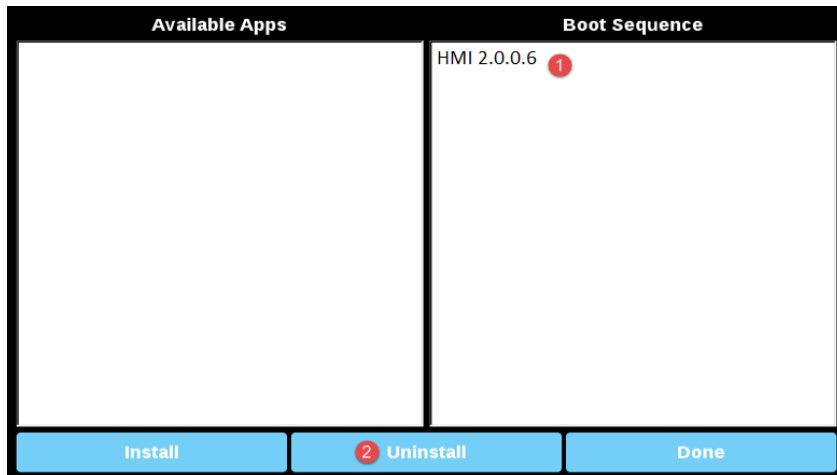 Available Apps
Boot Sequence
HMI 2.0.0.6 1
Install
2 Uninstall
Done